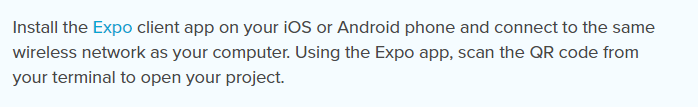 Install the Expo client app on your iOS or Android phone and connect to the same
wireless network as your computer. Using the Expo app, scan the QR code from
your terminal to open your project.